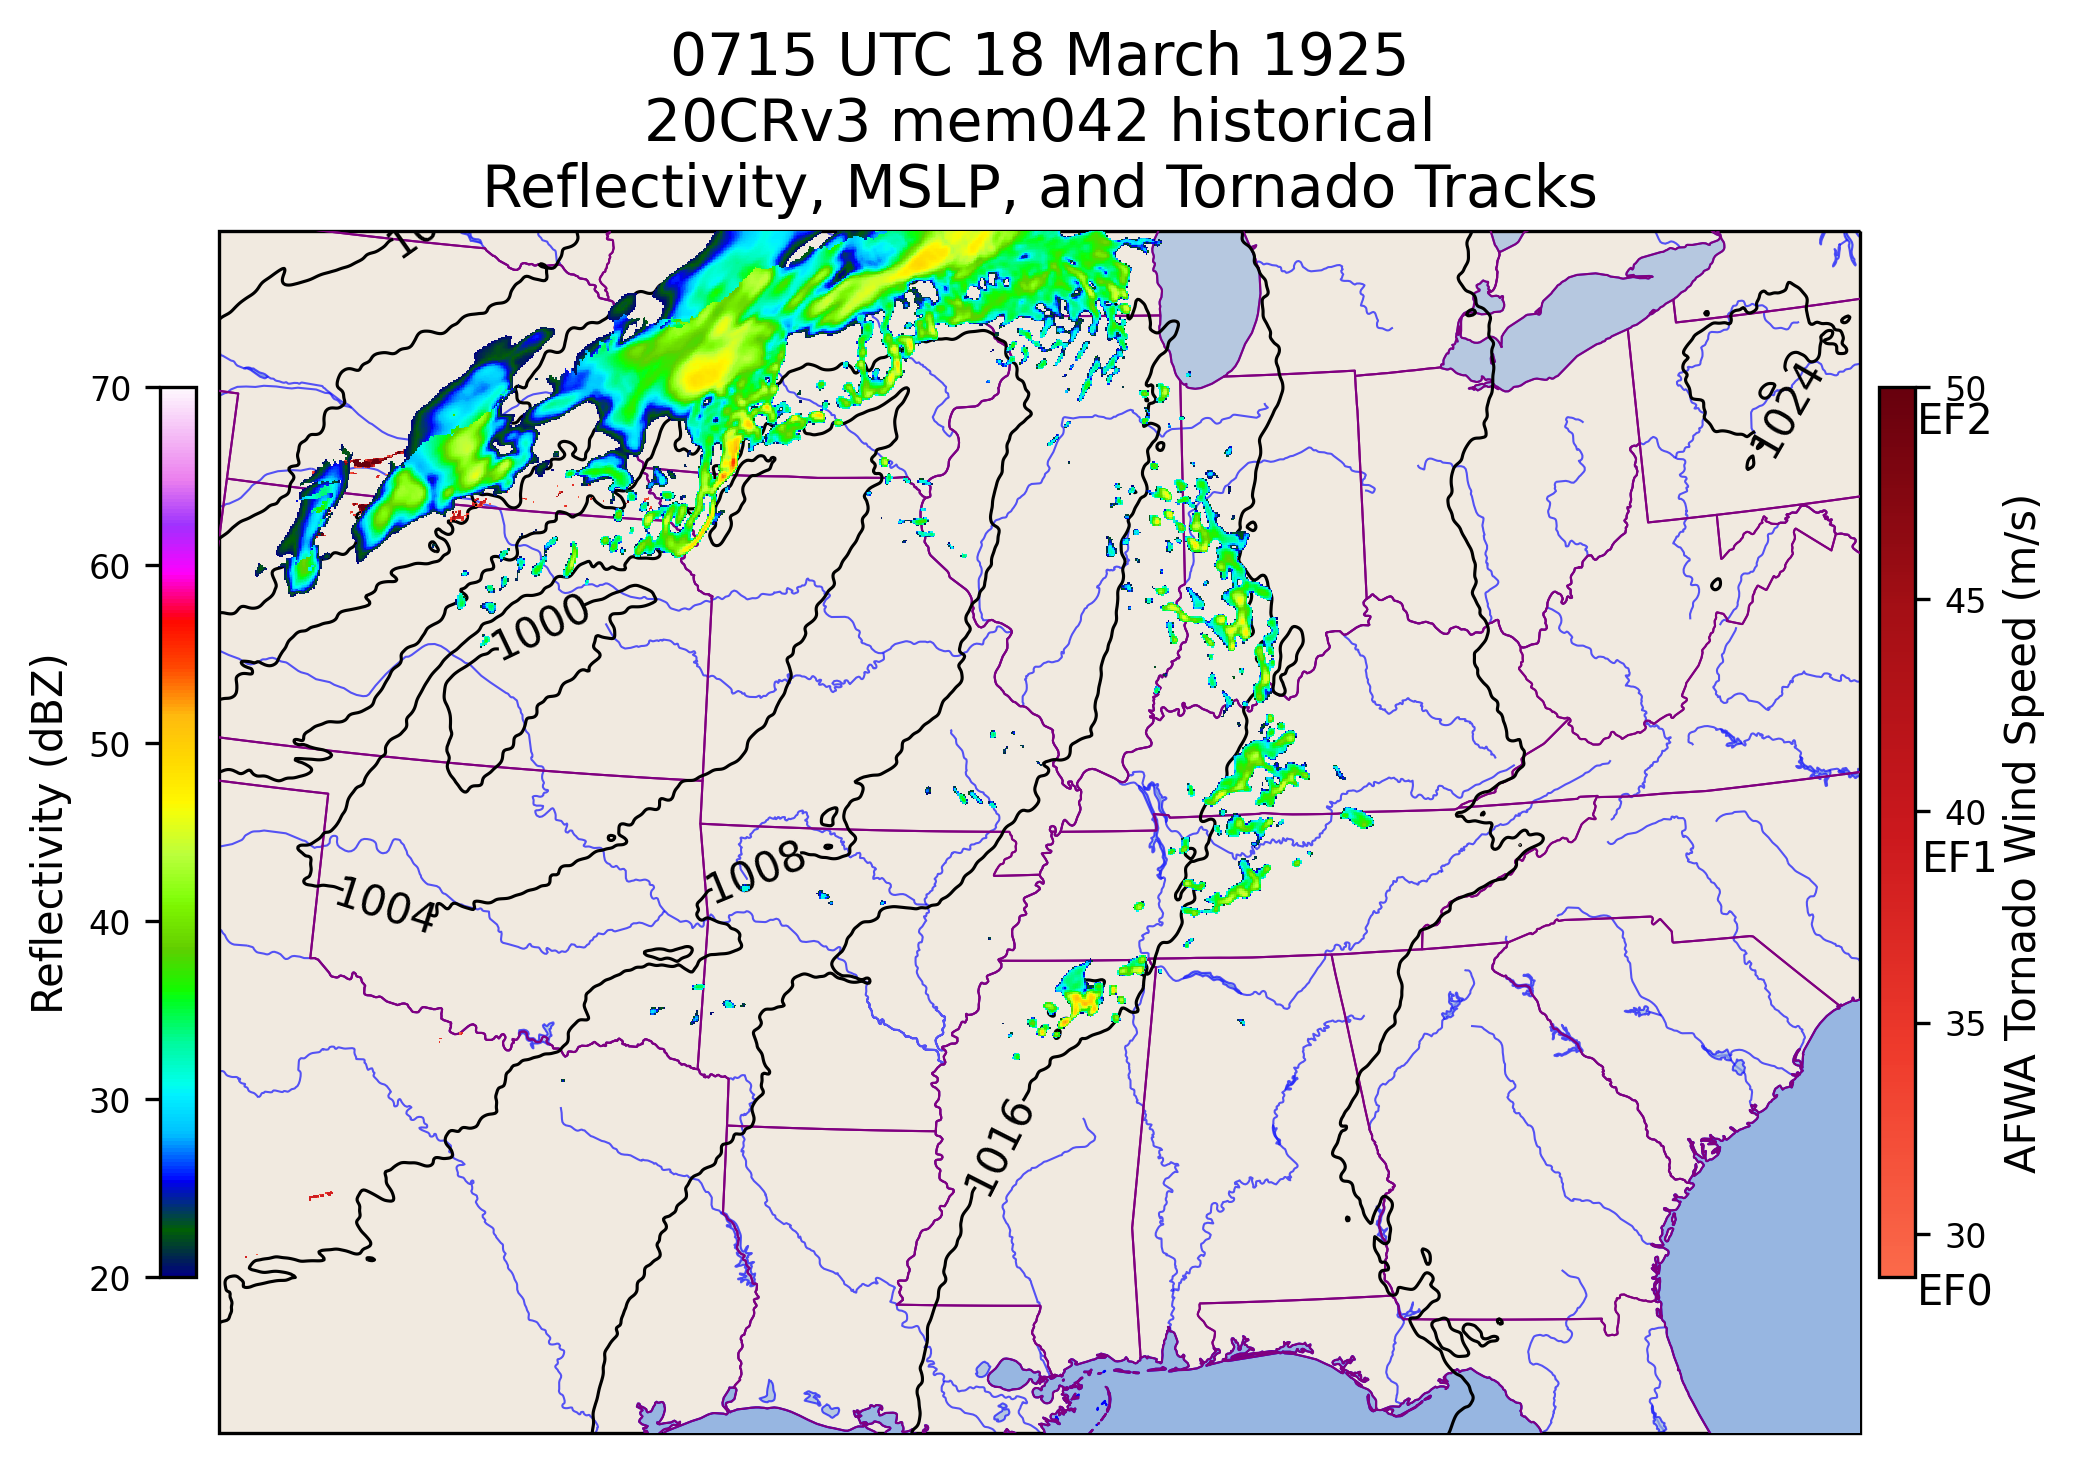 0715 UTC 18 March 1925
20CRv3 mem042 historical
Reflectivity, MSLP, and Tornado Tracks
70
60
50
40
30
20
Reflectivity (dBZ)
1024
1000
1008
1004
1016
50
EF2
45
40
EF1
35
30
EF0
AFWA Tornado Wind Speed (m/s)